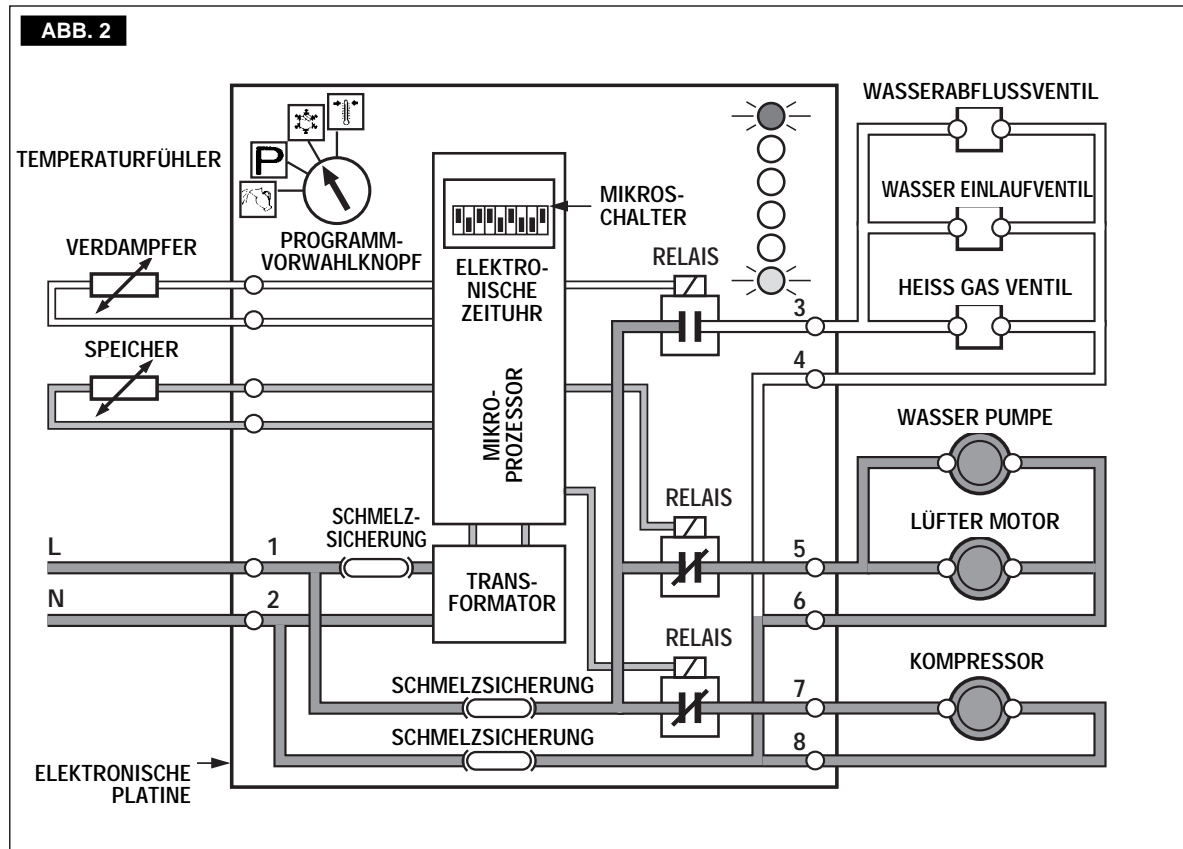 ABB. 2
WASSERABFLUSSVENTIL
TEMPERATURFÜHLER
P
MIKROS-
SCHALTER
WASSER EINLAUFVENTIL
VERDAMPFER
PROGRAMM-
VORWAHLKNOPF
ELEKTRO-
NISCHE
ZEITUHR
RELAIS
HEISS GAS VENTIL
3
SPEICHER
4
MIKRO-
PROZESSOR
WASSER PUMPE
RELAIS
SCHMELZ-
SICHERUNG
LÜFTER MOTOR
L
1
5
TRANS-
FORMATOR
N
2
6
RELAIS
KOMPRESSOR
SCHMELZSICHERUNG
7
SCHMELZSICHERUNG
8
ELEKTRONISCHE
PLATINE